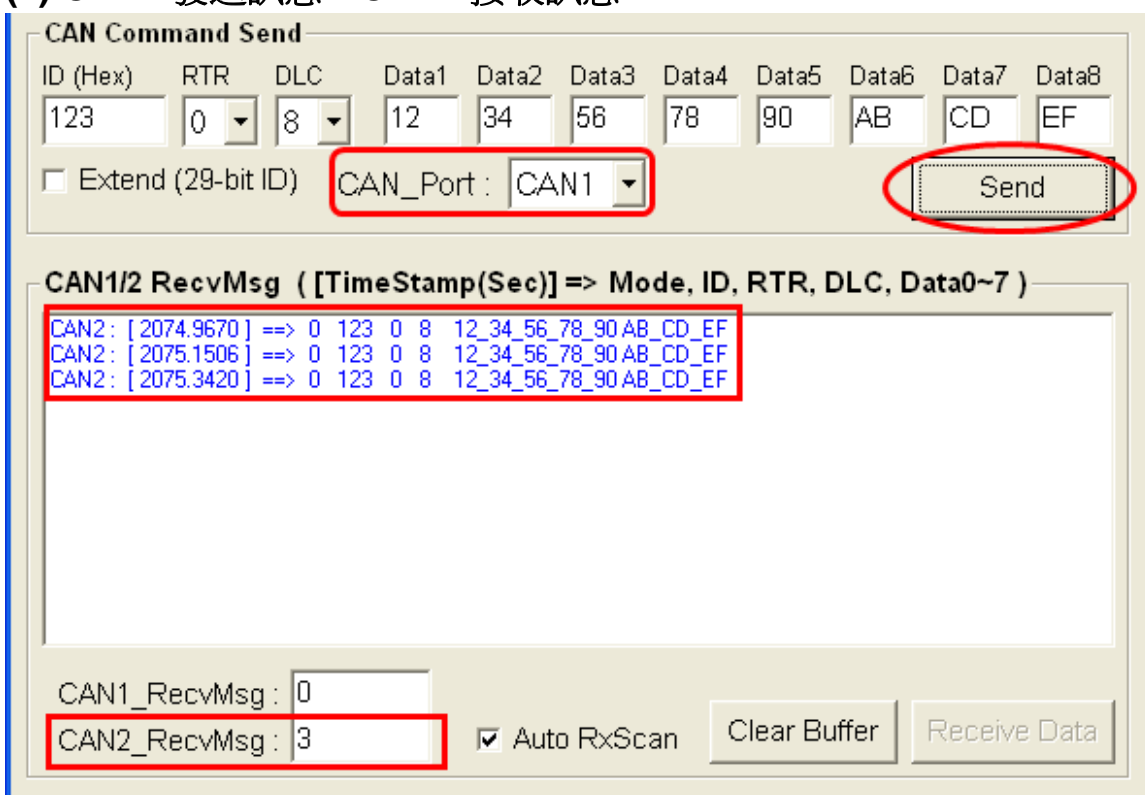 CAN Command Send
ID (Hex) RTR DLC Data1 Data2 Data3 Data4 Data5 Data6 Data7 Data8
123 0 8 12 34 56 78 90 AB CD EF
Extend (29-bit ID) CAN_Port : CAN1 Send
CAN1/2 RecvMsg ( [TimeStamp(Sec)] => Mode, ID, RTR, DLC, Data0~7 )
CAN2 : [ 2074.9670 ] ==> 0 123 0 8 12_34_56_78_90 AB_CD_EF
CAN2 : [ 2075.1506 ] ==> 0 123 0 8 12_34_56_78_90 AB_CD_EF
CAN2 : [ 2075.3420 ] ==> 0 123 0 8 12_34_56_78_90 AB_CD_EF
CAN1_RecvMsg : 0
CAN2_RecvMsg : 3 Auto RxScan Clear Buffer Receive Data